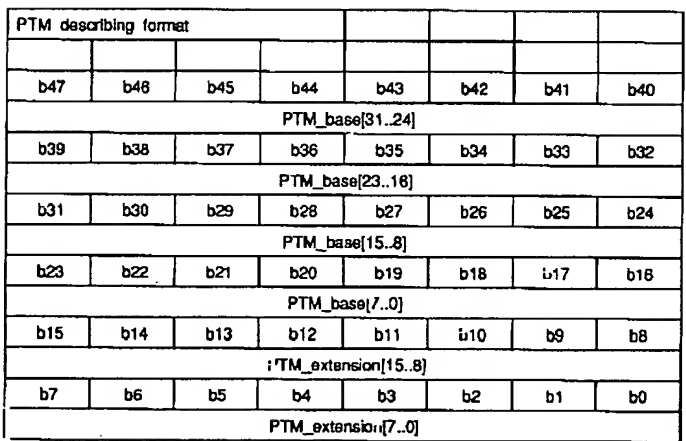 PTM describing format
b47 b46 b45 b44 b43 b42 b41 b40
PTM_base[31..24]
b39 b38 b37 b36 b35 b34 b33 b32
PTM_base[23..16]
b31 b30 b29 b28 b27 b26 b25 b24
PTM_base[15..8]
b23 b22 b21 b20 b19 b18 b17 b16
PTM_base[7..0]
b15 b14 b13 b12 b11 b10 b9 b8
PTM_extension[15..8]
b7 b6 b5 b4 b3 b2 b1 b0
PTM_extension[7..0]